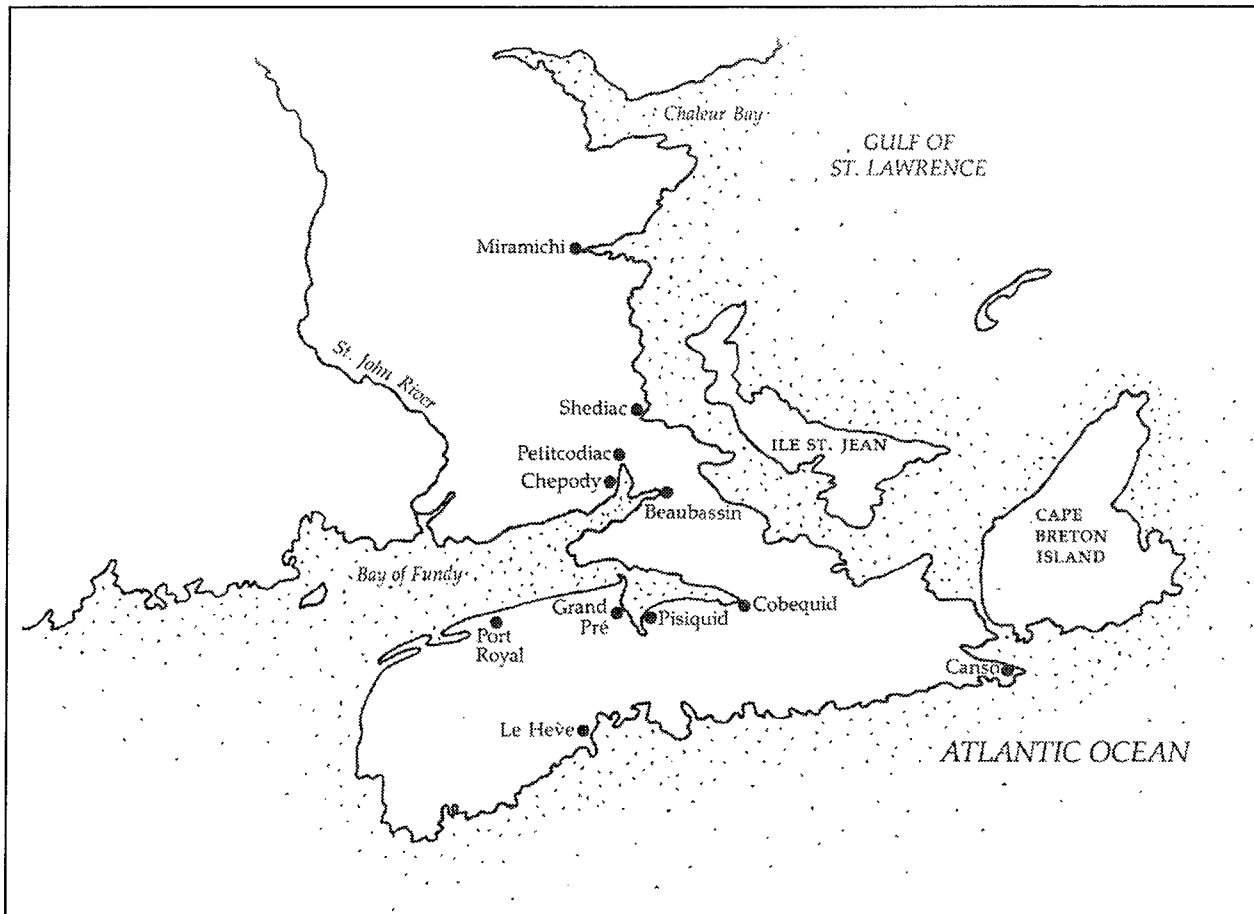 Chaleur Bay
GULF OF
ST. LAWRENCE
Miramichi
St. John River
Shediac
ILE ST. JEAN
Petitcodiac
Chepody
Beaubassin
CAPE
BRETON
ISLAND
Bay of Fundy
Grand
Pré
Pisiquid
Cobequid
Port
Royal
Canso
Le Hève
ATLANTIC OCEAN